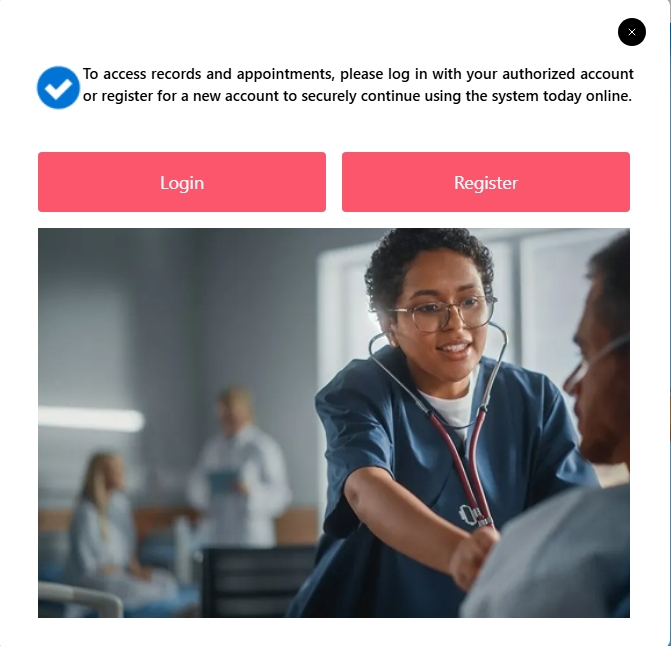 To access records and appointments, please log in with your authorized account
or register for a new account to securely continue using the system today online.
Login
Register